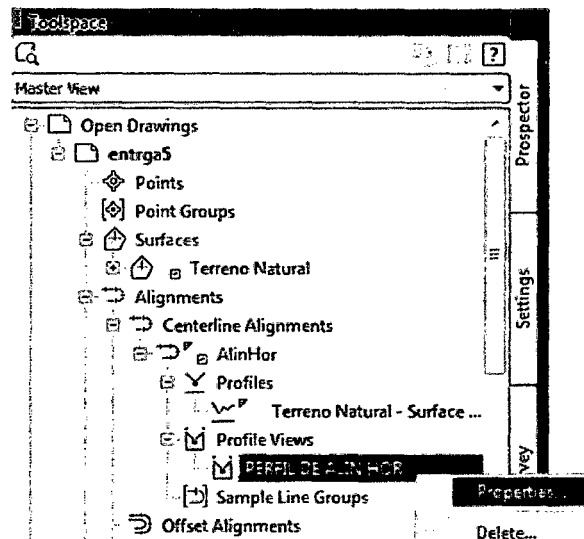 Toolspace
?
Master View
Open Drawings
entrga5
Points
Point Groups
Surfaces
Terreno Natural
Alignments
Centerline Alignments
AlinHor
Profiles
Terreno Natural - Surface ...
Profile Views
PERFIL DE ALIN HOR
Sample Line Groups
Offset Alignments
Properties...
Delete...
Prospector
Settings
vey